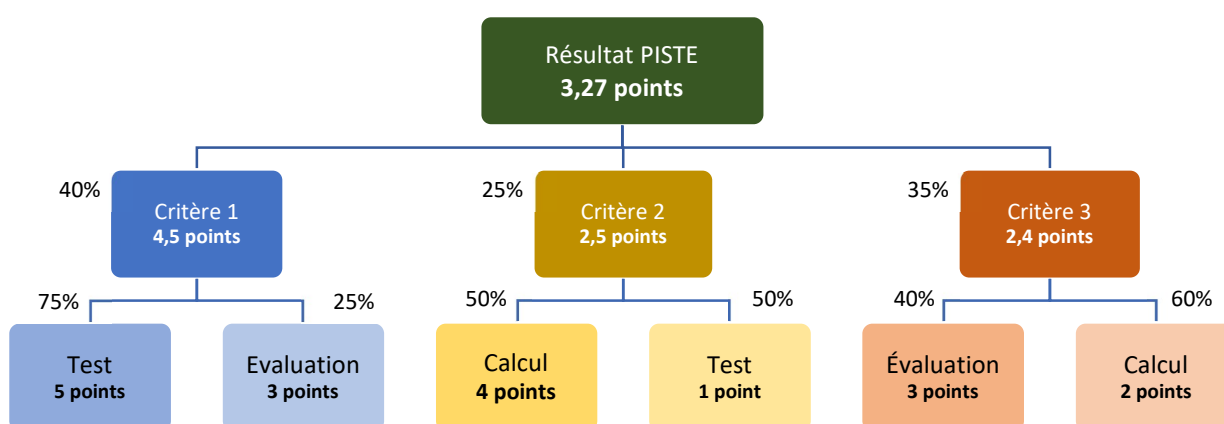 Résultat PISTE
3,27 points
40%
Critère 1
4,5 points
25%
Critère 2
2,5 points
35%
Critère 3
2,4 points
75%
25%
50%
50%
40%
60%
Test
5 points
Evaluation
3 points
Calcul
4 points
Test
1 point
Évaluation
3 points
Calcul
2 points